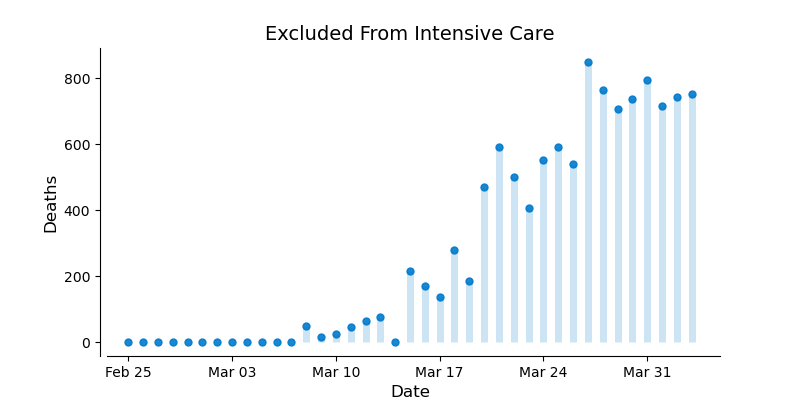 Excluded From Intensive Care
800
600
400
200
0
Deaths
Feb 25 Mar 03 Mar 10 Mar 17 Mar 24 Mar 31
Date